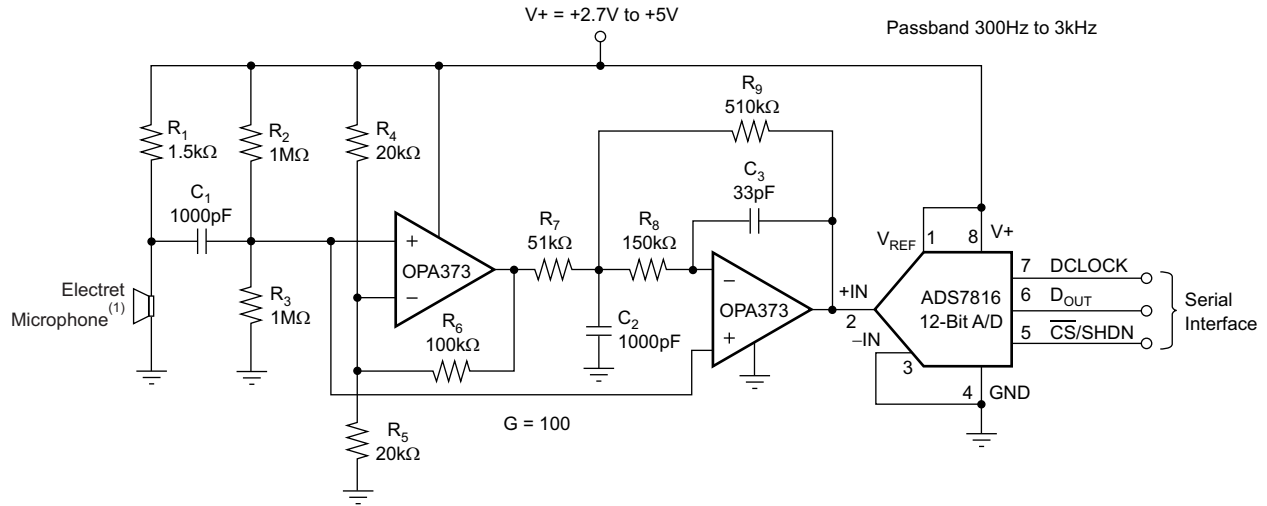 V+ = +2.7V to +5V
Passband 300Hz to 3kHz
R9
510kΩ
R1
1.5kΩ
R2
1MΩ
R4
20kΩ
C3
33pF
C1
1000pF
R7
51kΩ
R8
150kΩ
VREF
1
8
V+
+
OPA373
−
7
DCLOCK
Electret
Microphone(1)
R3
1MΩ
R6
100kΩ
C2
1000pF
−
OPA373
+
+IN
2
−IN
3
ADS7816
12-Bit A/D
6
DOUT
5
CS/SHDN
Serial
Interface
4
GND
G = 100
R5
20kΩ